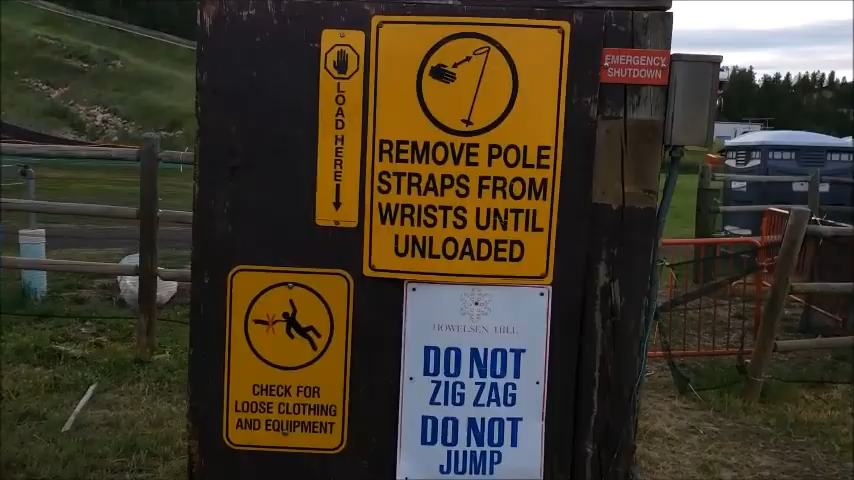 LOAD HERE
REMOVE POLE
STRAPS FROM
WRISTS UNTIL
UNLOADED
EMERGENCY
SHUTDOWN
CHECK FOR
LOOSE CLOTHING
AND EQUIPMENT
HOWELSEN HILL
DO NOT
ZIG ZAG
DO NOT
JUMP